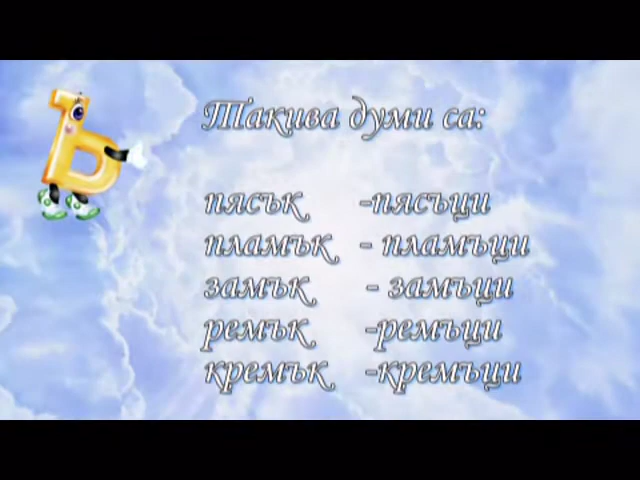 Ъ
Такива думи са:
пясък -пясъци
пламък - пламъци
замък - замъци
ремък -ремъци
кремък -кремъци